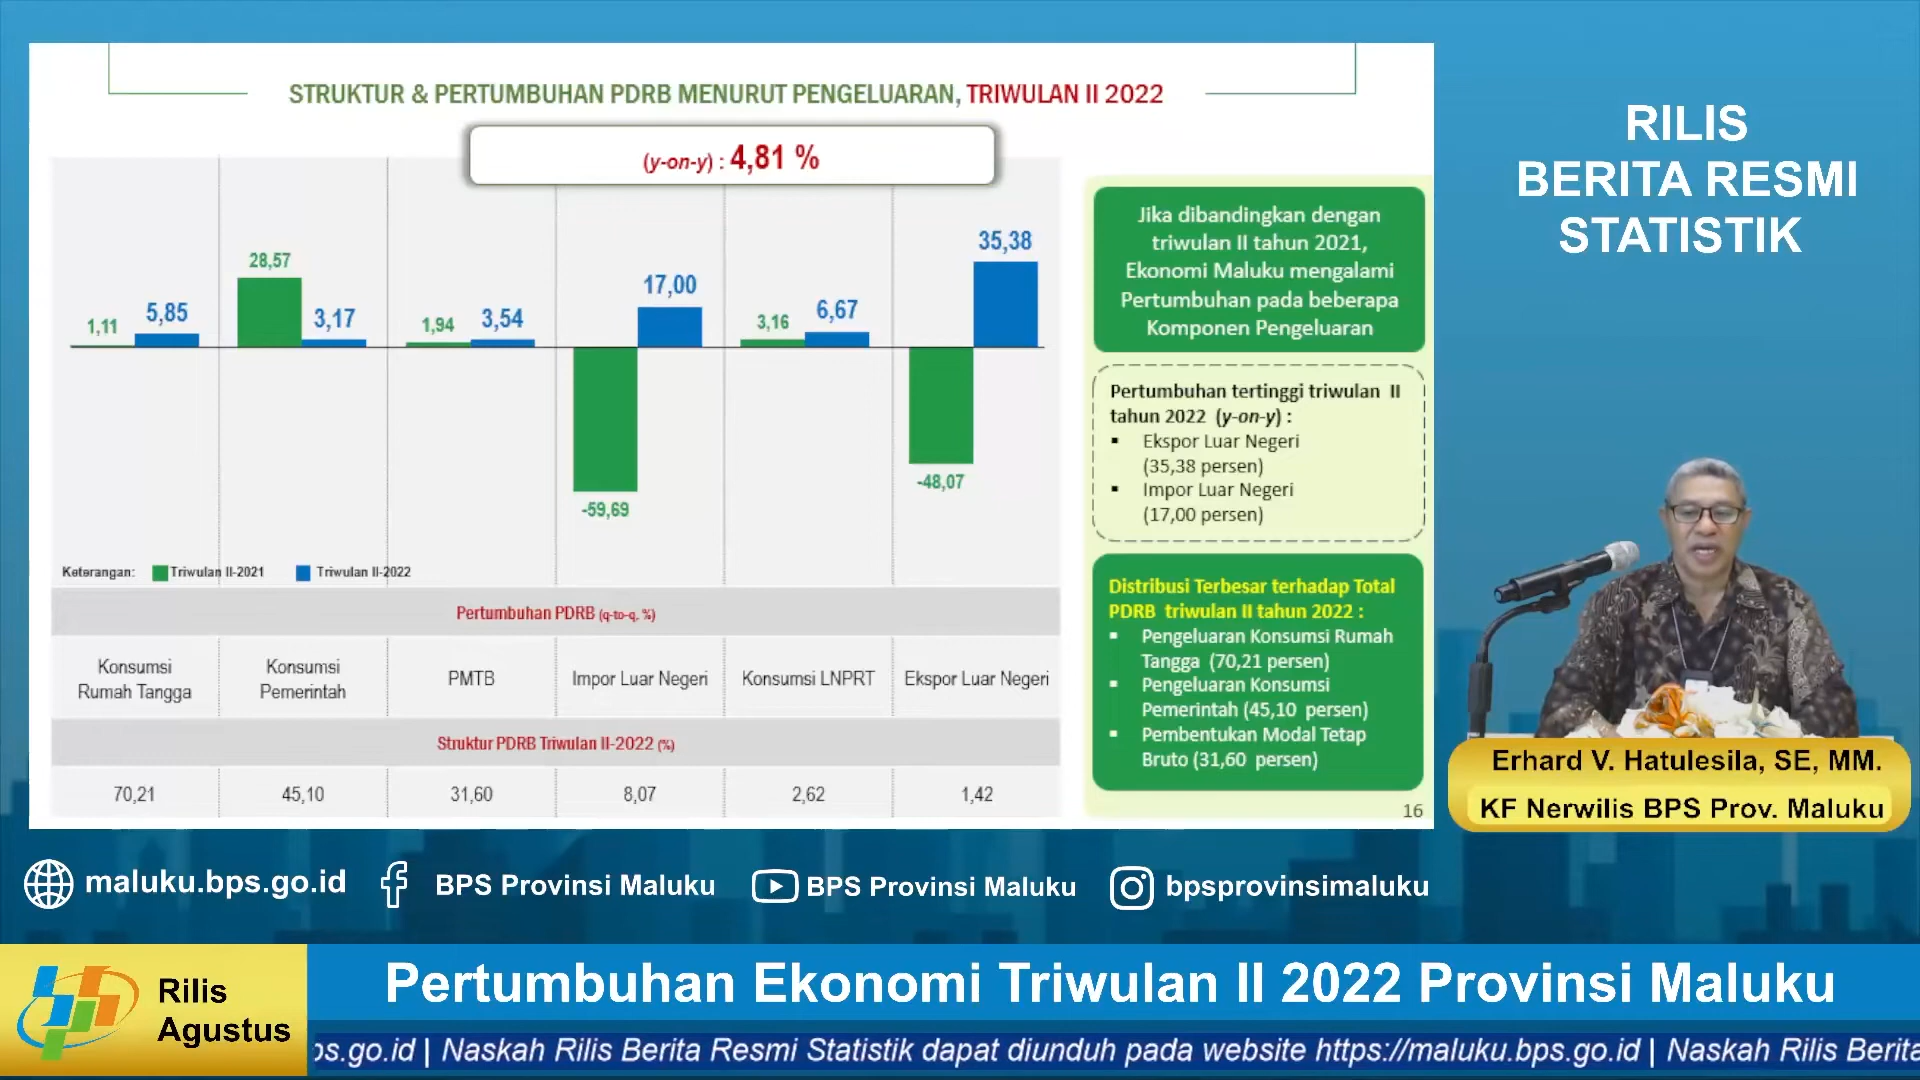 STRUKTUR & PERTUMBUHAN PDRB MENURUT PENGELUARAN, TRIWULAN II 2022
(y-on-y) : 4,81 %
1,11
5,85
28,57
3,17
1,94
3,54
-59,69
17,00
3,16
6,67
-48,07
35,38
Keterangan: Triwulan II-2021 Triwulan II-2022
Pertumbuhan PDRB (q-to-q, %)
Konsumsi
Rumah Tangga
Konsumsi
Pemerintah
PMTB
Impor Luar Negeri
Konsumsi LNPRT
Ekspor Luar Negeri
Struktur PDRB Triwulan II-2022 (%)
70,21 45,10 31,60 8,07 2,62 1,42
Jika dibandingkan dengan
triwulan II tahun 2021,
Ekonomi Maluku mengalami
Pertumbuhan pada beberapa
Komponen Pengeluaran
Pertumbuhan tertinggi triwulan II
tahun 2022 (y-on-y) :
▪ Ekspor Luar Negeri
(35,38 persen)
▪ Impor Luar Negeri
(17,00 persen)
Distribusi Terbesar terhadap Total
PDRB triwulan II tahun 2022 :
▪ Pengeluaran Konsumsi Rumah
Tangga (70,21 persen)
▪ Pengeluaran Konsumsi
Pemerintah (45,10 persen)
▪ Pembentukan Modal Tetap
Bruto (31,60 persen)
16
RILIS
BERITA RESMI
STATISTIK
Erhard V. Hatulesila, SE, MM.
KF Nerwilis BPS Prov. Maluku
maluku.bps.go.id BPS Provinsi Maluku BPS Provinsi Maluku bpsprovinsimaluku
Rilis
Agustus
Pertumbuhan Ekonomi Triwulan II 2022 Provinsi Maluku
ps.go.id | Naskah Rilis Berita Resmi Statistik dapat diunduh pada website https://maluku.bps.go.id | Naskah Rilis Berita